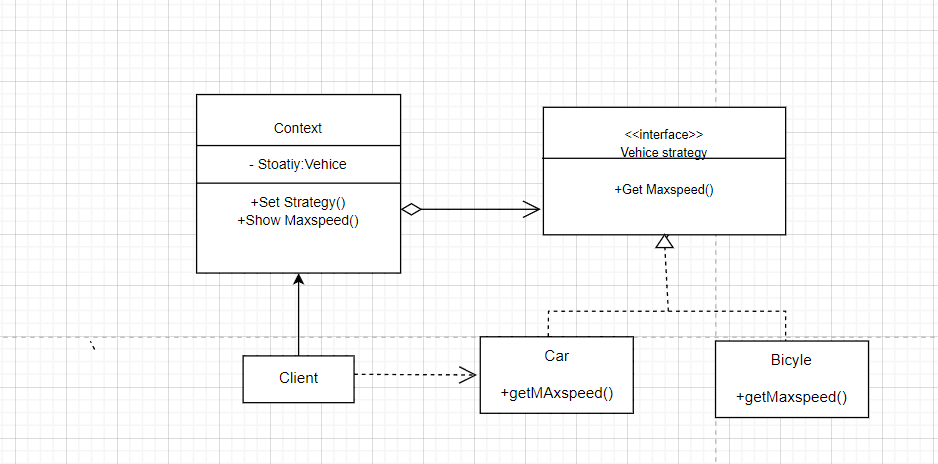 Context
- Stoatiy:Vehice
+Set Strategy()
+Show Maxspeed()
<<interface>>
Vehice strategy
+Get Maxspeed()
Client
Car
+getMAxspeed()
Bicyle
+getMaxspeed()